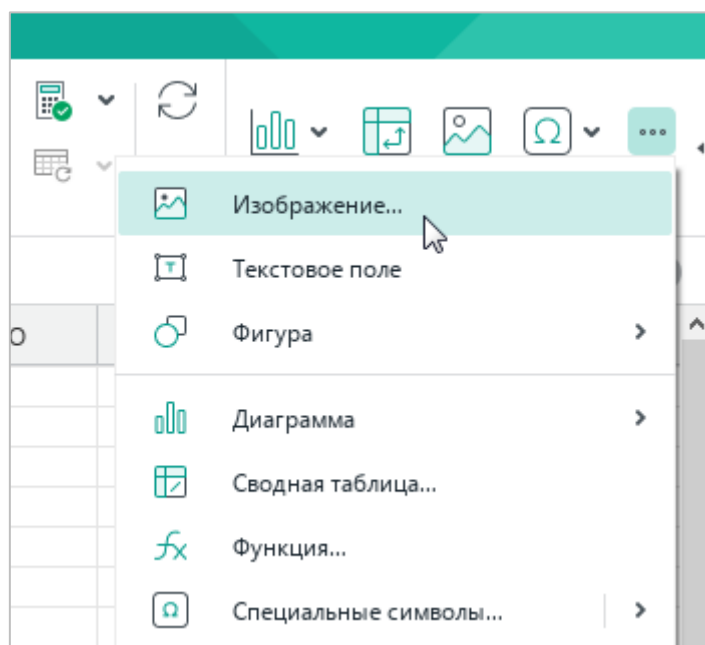 Изображение...
Текстовое поле
О
Фигура
Диаграмма
Сводная таблица...
Функция...
Специальные символы...